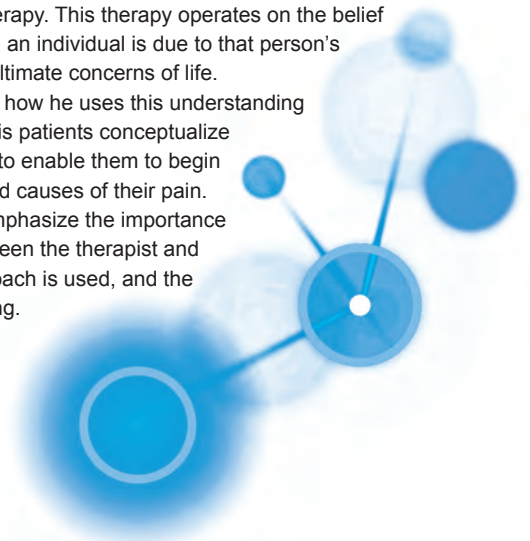 erapy. This therapy operates on the belief
an individual is due to that person’s
ltimate concerns of life.
how he uses this understanding
is patients conceptualize
to enable them to begin
d causes of their pain.
mphasize the importance
een the therapist and
oach is used, and the
ng.